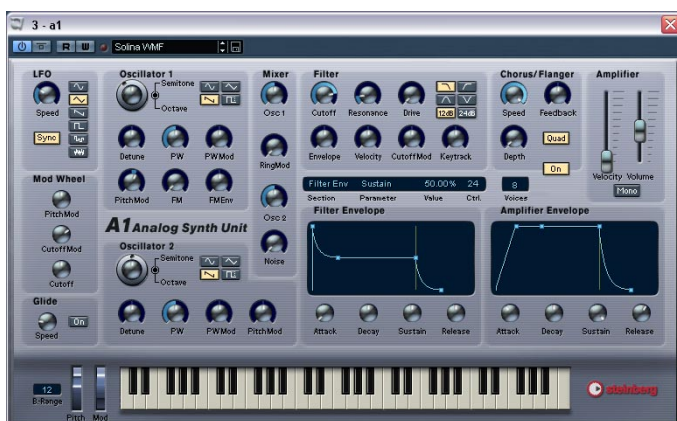 3 - a1
R W Solina WMF
LFO
Speed
Sync
Mod Wheel
PitchMod
CutoffMod
Cutoff
Glide
Speed
On
Oscillator 1
Semitone
Octave
Detune PW PWMod
PitchMod FM FMEnv
A1 Analog Synth Unit
Oscillator 2
Semitone
Octave
Detune PW PWMod PitchMod
Mixer
Osc 1
RingMod
Osc 2
Noise
Filter
Cutoff Resonance Drive
12dB 24dB
Envelope Velocity CutoffMod Keytrack
Chorus/Flanger
Speed Feedback
Depth
Quad
On
Amplifier
Velocity Volume
Mono
Filter Env Sustain 50.00% 24
Section Parameter Value Ctrl.
8
Voices
Filter Envelope
Attack Decay Sustain Release
Amplifier Envelope
Attack Decay Sustain Release
12
B-Range
Pitch Mod
steinberg